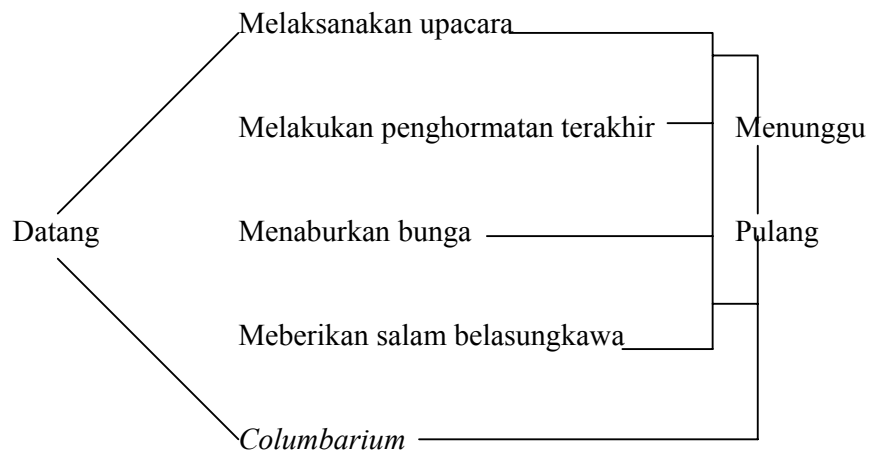 Melaksanakan upacara
Melakukan penghormatan terakhir
Menunggu
Datang
Menaburkan bunga
Pulang
Meberikan salam belasungkawa
Columbarium